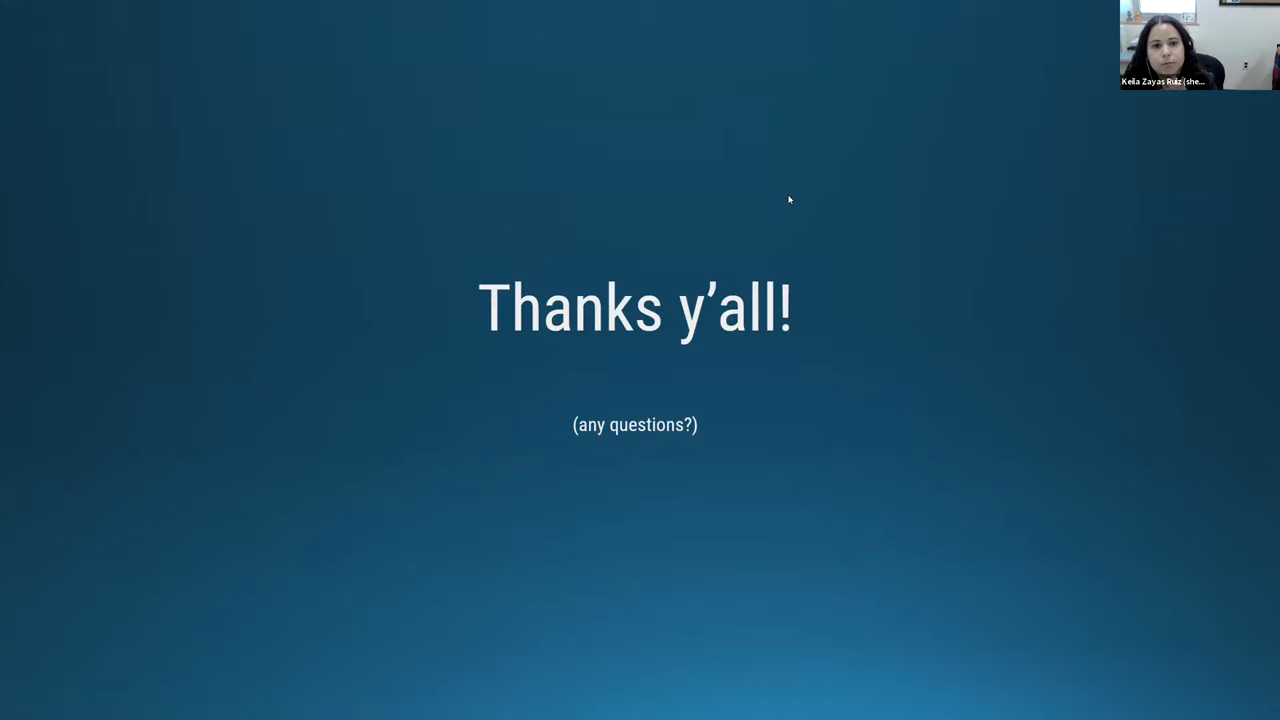 Keila Zayas Ruiz (she...
Thanks y’all!
(any questions?)